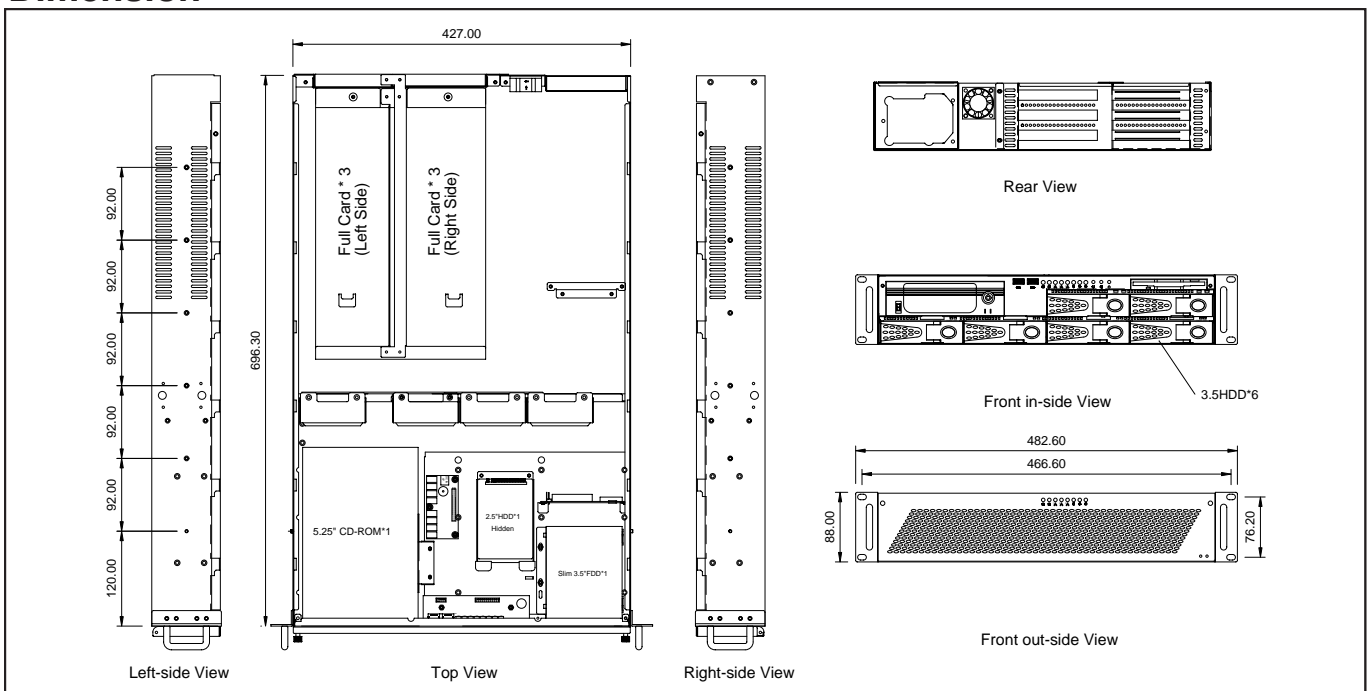 Dimension
427.00
696.30
92.00
92.00
92.00
92.00
92.00
120.00
Full Card * 3
(Left Side)
Full Card * 3
(Right Side)
5.25" CD-ROM*1
2.5"HDD*1
Hidden
Slim 3.5"FDD*1
Left-side View
Top View
Right-side View
Rear View
3.5HDD*6
Front in-side View
482.60
466.60
88.00
76.20
Front out-side View